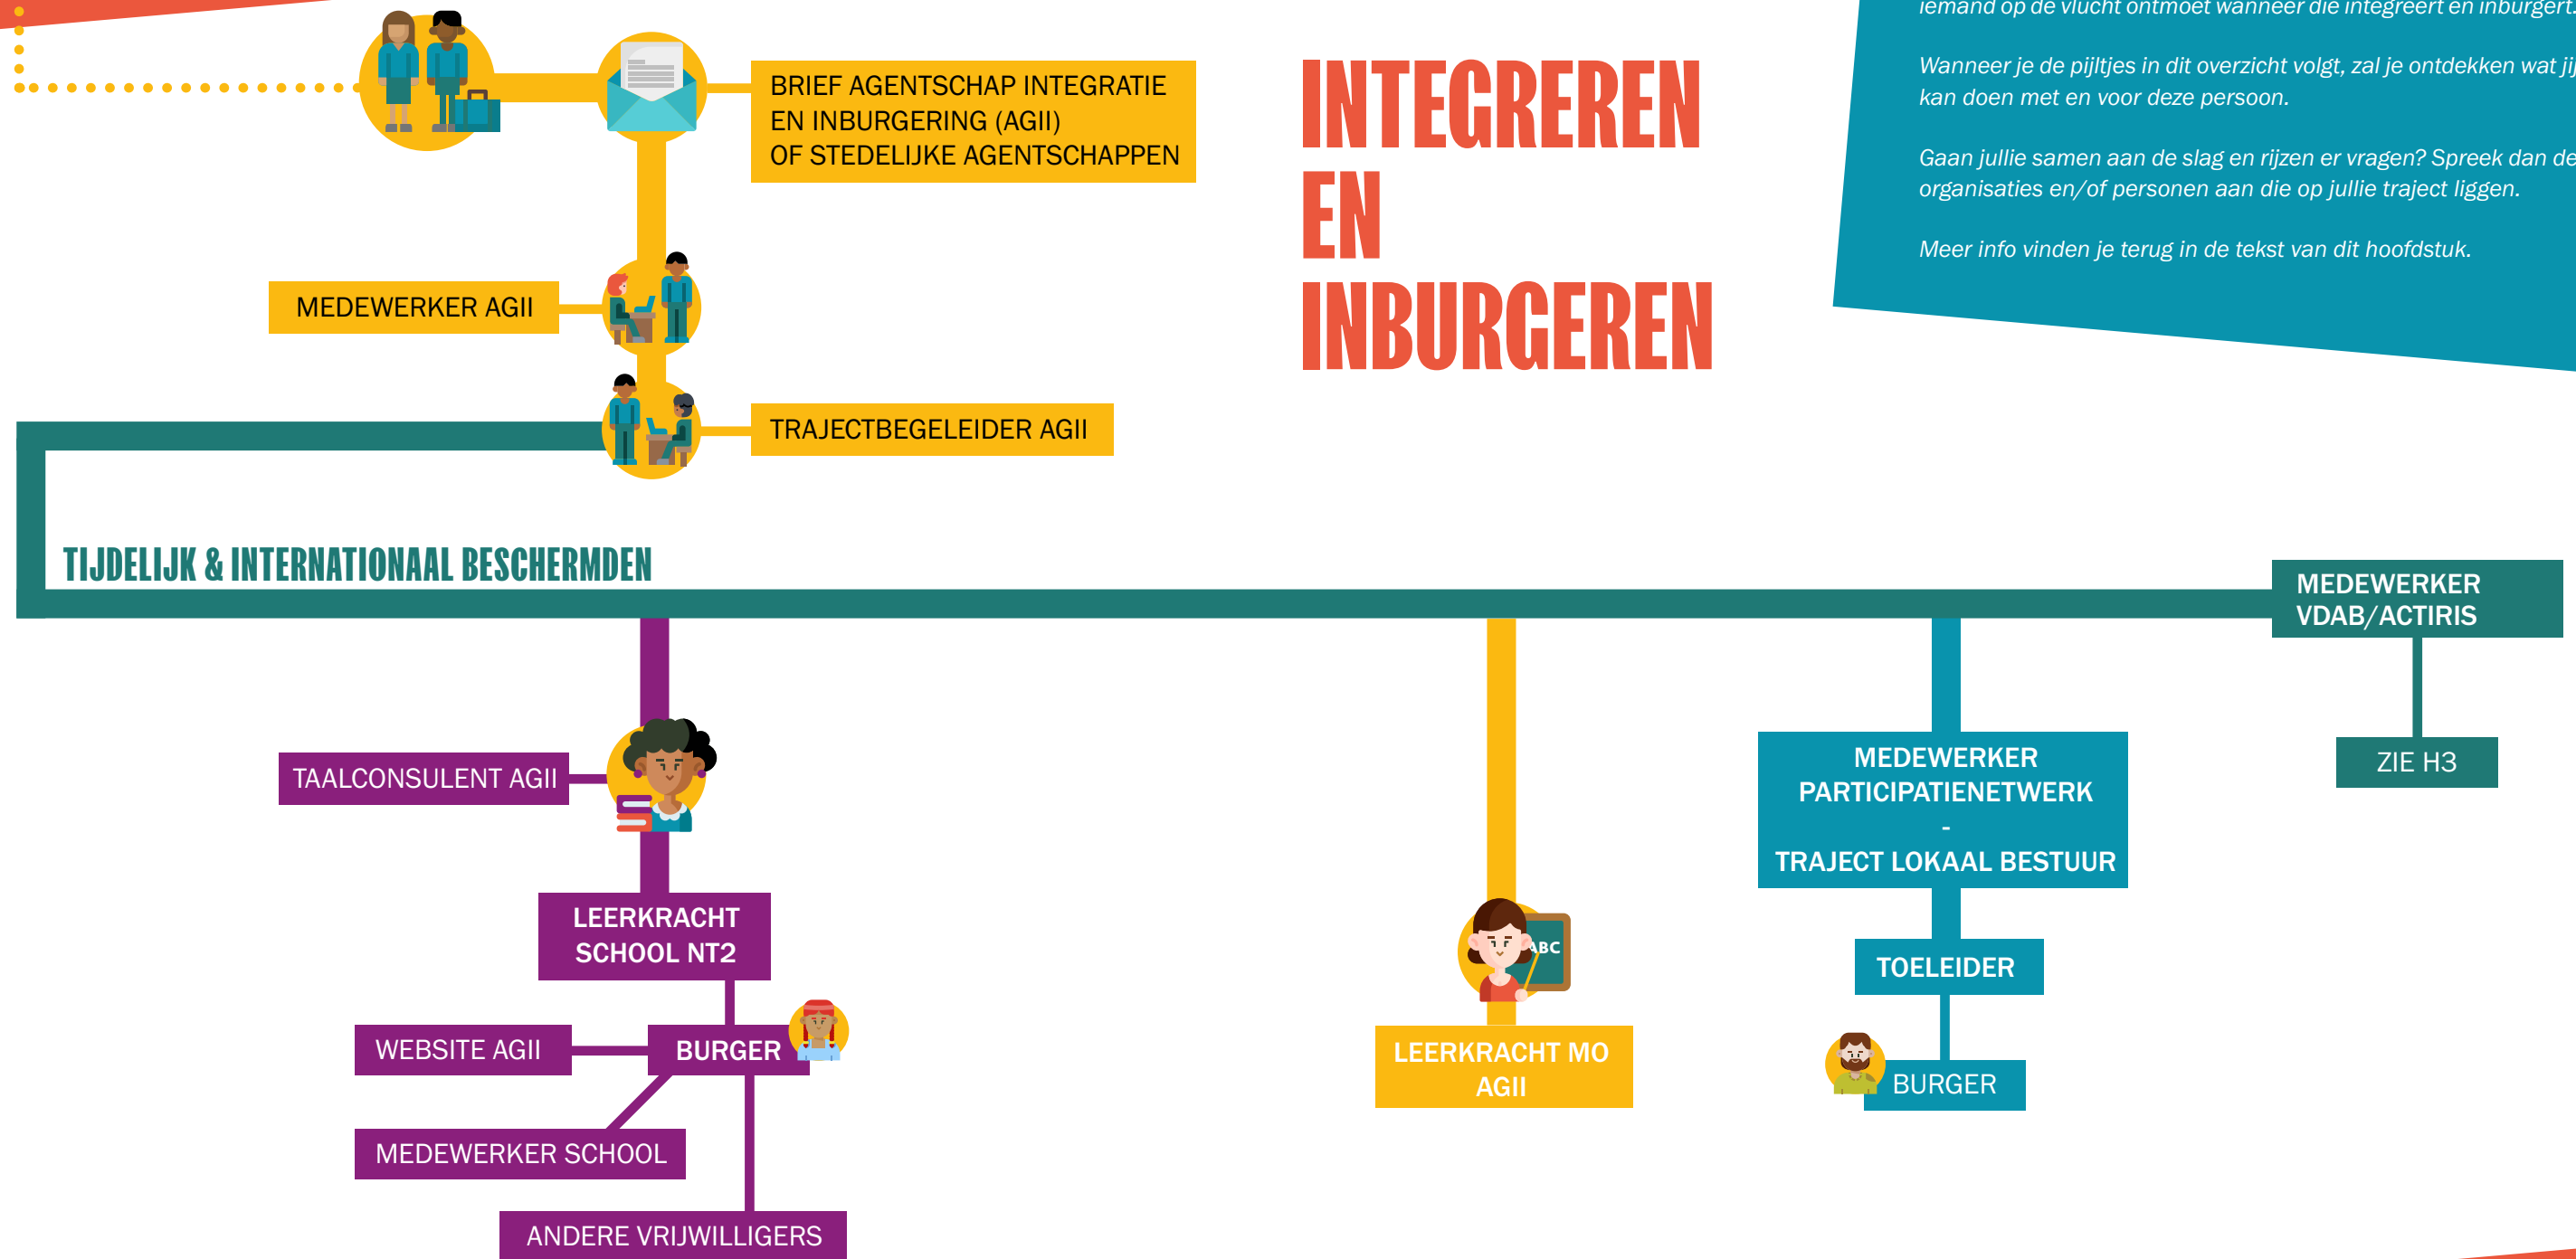 iemand op de vlucht ontmoet wanneer die integreert en inburgert.
Wanneer je de pijltjes in dit overzicht volgt, zal je ontdekken wat jij
kan doen met en voor deze persoon.
Gaan jullie samen aan de slag en rijzen er vragen? Spreek dan de
organisaties en/of personen aan die op jullie traject liggen.
Meer info vinden je terug in de tekst van dit hoofdstuk.
INTEGREREN
EN
INBURGEREN
BRIEF AGENTSCHAP INTEGRATIE
EN INBURGERING (AGII)
OF STEDELIJKE AGENTSCHAPPEN
MEDEWERKER AGII
TRAJECTBEGELEIDER AGII
TIJDELIJK & INTERNATIONAAL BESCHERMDEN
MEDEWERKER
VDAB/ACTIRIS
ZIE H3
TAALCONSULENT AGII
LEERKRACHT
SCHOOL NT2
WEBSITE AGII
BURGER
MEDEWERKER SCHOOL
ANDERE VRIJWILLIGERS
ABC
LEERKRACHT MO
AGII
MEDEWERKER
PARTICIPATIENETWERK
-
TRAJECT LOKAAL BESTUUR
TOELEIDER
BURGER